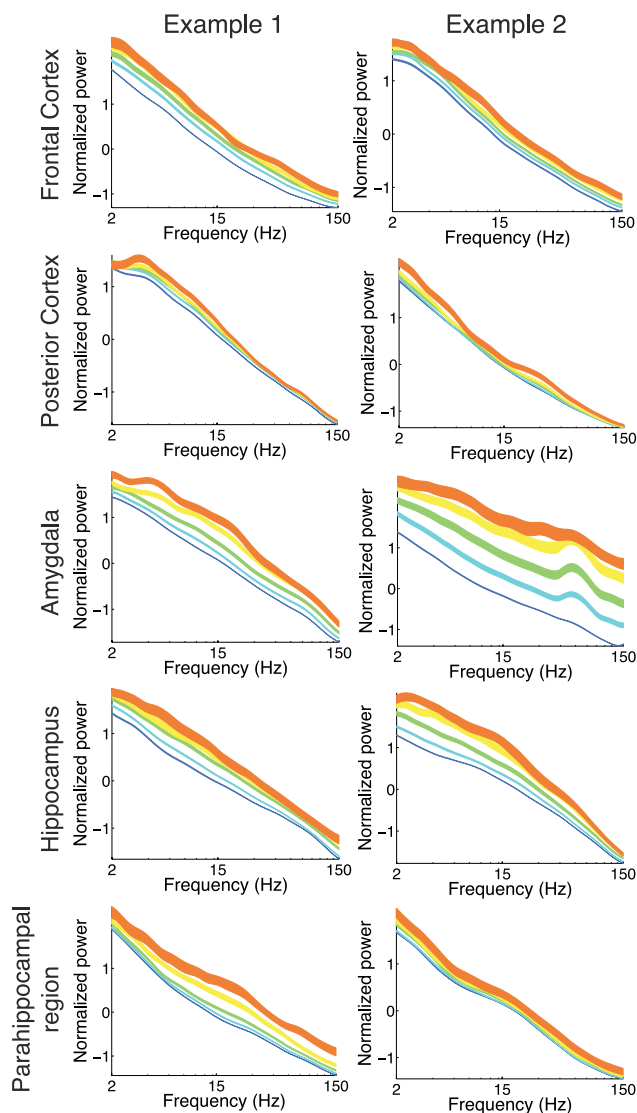 Example 1
Example 2
Frontal Cortex
Normalized power
1
0
−1
2
15
150
Frequency (Hz)
Normalized power
1
0
−1
2
15
150
Frequency (Hz)
Posterior Cortex
Normalized power
1
0
−1
2
15
150
Frequency (Hz)
Normalized power
1
0
−1
2
15
150
Frequency (Hz)
Amygdala
Normalized power
1
0
−1
2
15
150
Frequency (Hz)
Normalized power
2
1
0
−1
2
15
150
Frequency (Hz)
Hippocampus
Normalized power
1
0
−1
2
15
150
Frequency (Hz)
Normalized power
1
0
−1
2
15
150
Frequency (Hz)
Parahippocampal
region
Normalized power
1
0
−1
2
15
150
Frequency (Hz)
Normalized power
1
0
−1
2
15
150
Frequency (Hz)